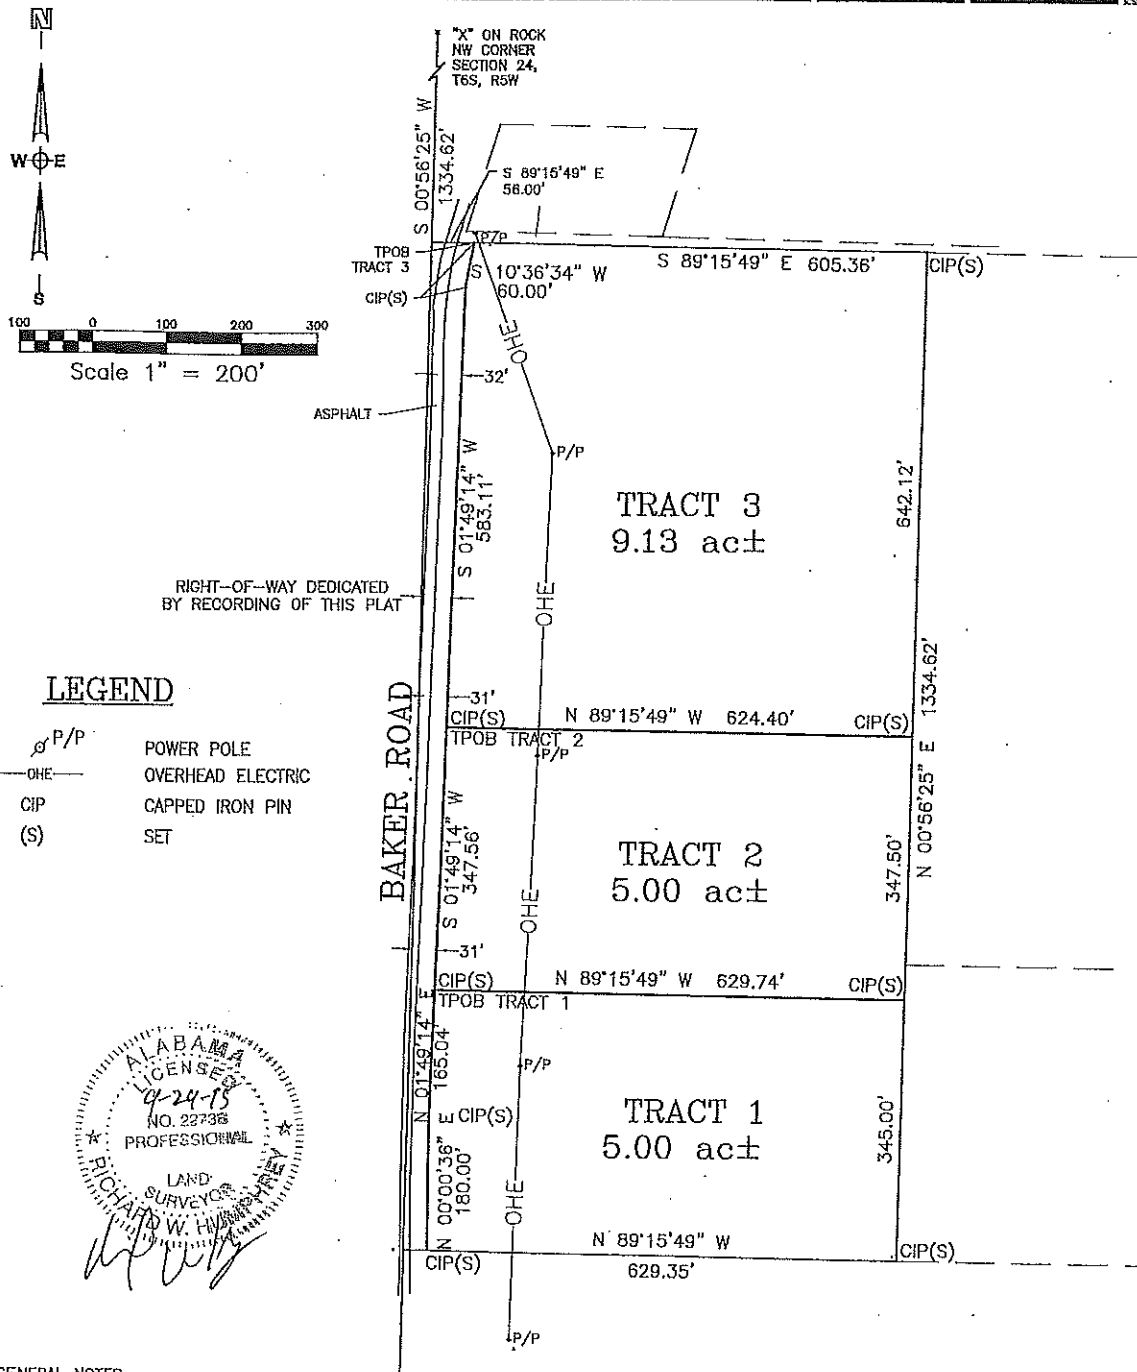 N
W E
S
100 0 100 200 300
Scale 1" = 200'
"X" ON ROCK
NW CORNER
SECTION 24,
T6S, R5W
S 00°56'25" W
1334.62'
S 89°15'49" E
56.00'
P/P
TPOB
TRACT 3
CIP(S)
S 10°36'34" W
60.00'
S 89°15'49" E 605.36'
CIP(S)
OHE
32'
ASPHALT
P/P
S 01°49'14" W
583.11'
TRACT 3
9.13 ac±
642.12'
RIGHT-OF-WAY DEDICATED
BY RECORDING OF THIS PLAT
OHE
LEGEND
P/P POWER POLE
OHE OVERHEAD ELECTRIC
CIP CAPPED IRON PIN
(S) SET
BAKER ROAD
31'
CIP(S)
N 89°15'49" W 624.40'
CIP(S)
TPOB TRACT 2
P/P
N 00°56'25" E 1334.62'
S 01°49'14" W
347.56'
TRACT 2
5.00 ac±
347.50'
OHE
31'
CIP(S)
N 89°15'49" W 629.74'
CIP(S)
TPOB TRACT 1
N 01°49'14" E
165.04'
P/P
CIP(S)
TRACT 1
5.00 ac±
345.00'
N 00°00'36" E
180.00'
OHE
N 89°15'49" W
629.35'
CIP(S)
CIP(S)
P/P
ALABAMA
LICENSED
9-24-15
NO. 22738
PROFESSIONAL
LAND
SURVEYOR
RICHARD W. HUMPHREY
GENERAL NOTES